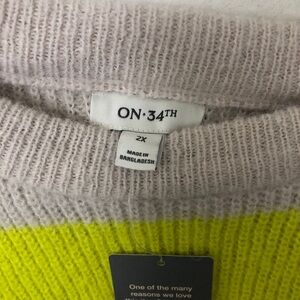 ON·34TH
2X
MADE IN
BANGLADESH
One of the many
reasons we love